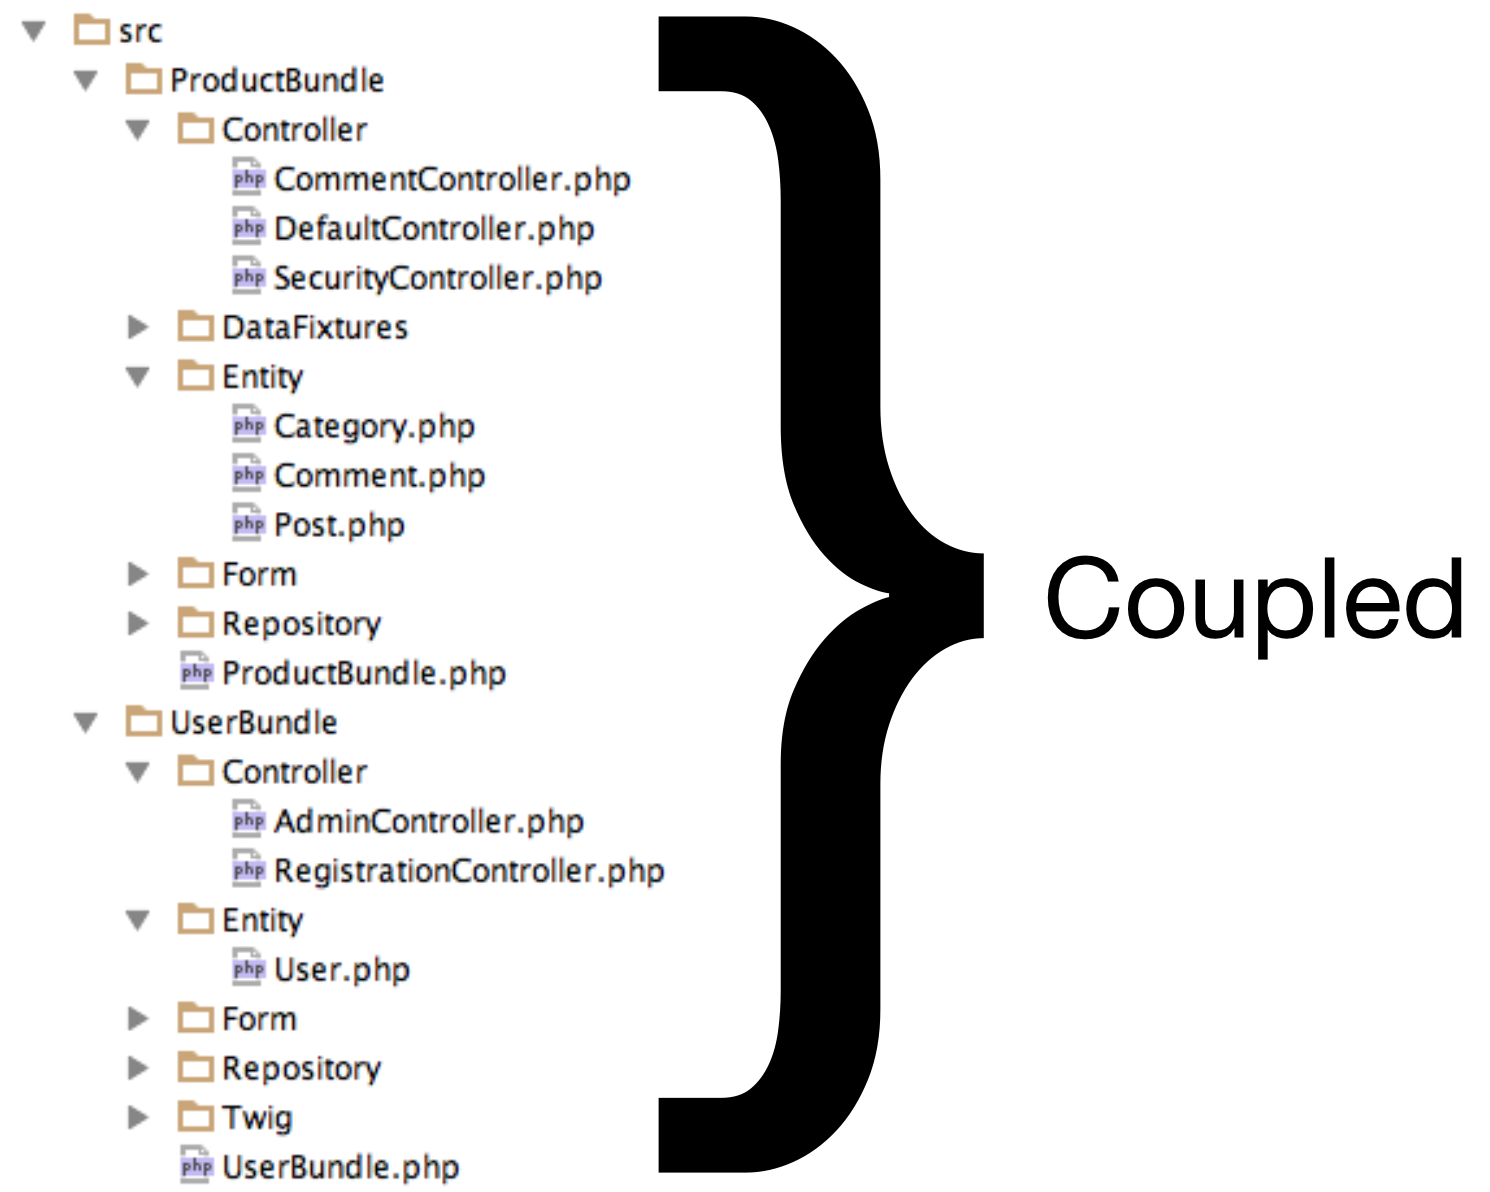 src
ProductBundle
Controller
php CommentController.php
php DefaultController.php
php SecurityController.php
DataFixtures
Entity
php Category.php
php Comment.php
php Post.php
Form
Repository
php ProductBundle.php
UserBundle
Controller
php AdminController.php
php RegistrationController.php
Entity
php User.php
Form
Repository
Twig
php UserBundle.php
Coupled